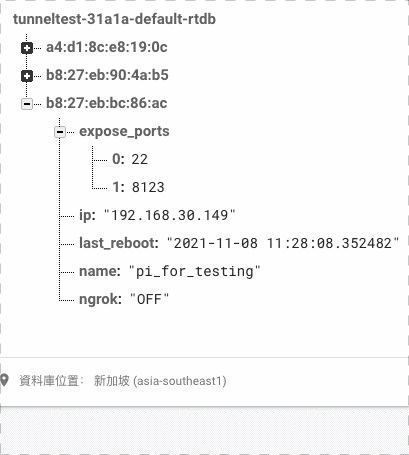 tunneltest-31a1a-default-rtdb
a4:d1:8c:e8:19:0c
b8:27:eb:90:4a:b5
b8:27:eb:bc:86:ac
expose_ports
0: 22
1: 8123
ip: "192.168.30.149"
last_reboot: "2021-11-08 11:28:08.352482"
name: "pi_for_testing"
ngrok: "OFF"
資料庫位置： 新加坡 (asia-southeast1)